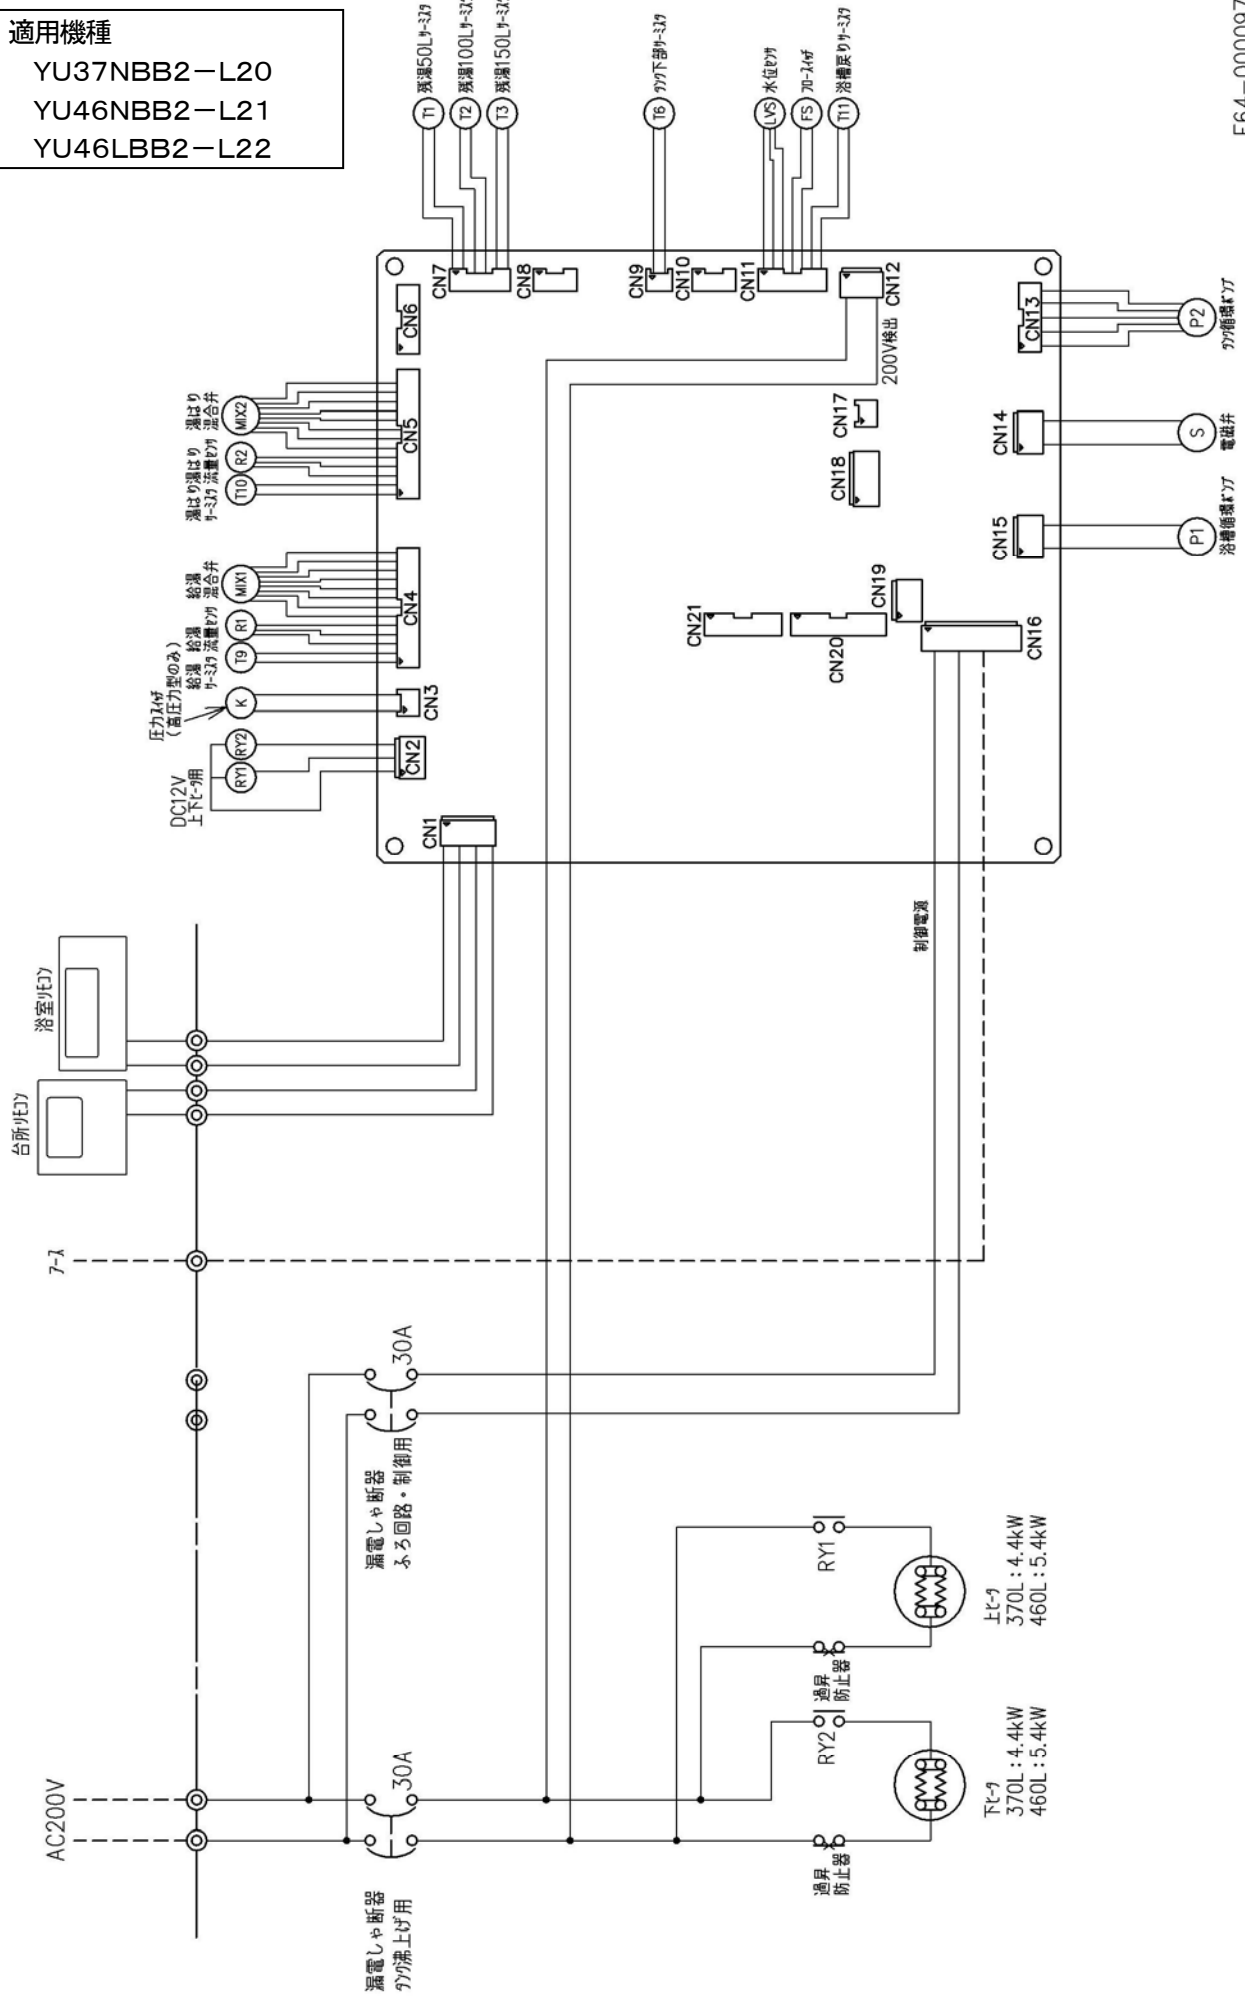 適用機種
YU37NBB2－L20
YU46NBB2－L21
YU46LBB2－L22
T1
残湯50Lｻｰﾐｽﾀ
T2
残湯100Lｻｰﾐｽﾀ
T3
残湯150Lｻｰﾐｽﾀ
T6
ﾀﾝｸ下部ｻｰﾐｽﾀ
LVS
水位ｾﾝｻ
FS
ﾌﾛｰｽｲｯﾁ
T11
浴槽戻りｻｰﾐｽﾀ
CN7
CN8
CN9
CN10
CN11
CN12
200V検出
CN6
湯はり
混合弁
MIX2
湯はり
流量ｾﾝｻ
R2
湯はり
ｻｰﾐｽﾀ
T10
CN5
給湯
混合弁
MIX1
給湯
流量ｾﾝｻ
R1
給湯
ｻｰﾐｽﾀ
T9
CN4
圧力ｽｲｯﾁ
（高圧力型のみ）
K
CN3
DC12V
上下ﾋｰﾀ用
RY2
RY1
CN2
CN1
CN13
P2
ﾀﾝｸ循環ﾎﾟﾝﾌﾟ
CN14
S
電磁弁
CN15
P1
浴槽循環ﾎﾟﾝﾌﾟ
CN17
CN18
CN19
CN20
CN21
CN16
制御電源
浴室ﾘﾓｺﾝ
台所ﾘﾓｺﾝ
ｱｰｽ
30A
漏電しゃ断器
ふろ回路・制御用
AC200V
30A
漏電しゃ断器
ﾀﾝｸ沸上げ用
RY1
過昇
防止器
上ﾋｰﾀ
370L：4.4kW
460L：5.4kW
RY2
過昇
防止器
下ﾋｰﾀ
370L：4.4kW
460L：5.4kW